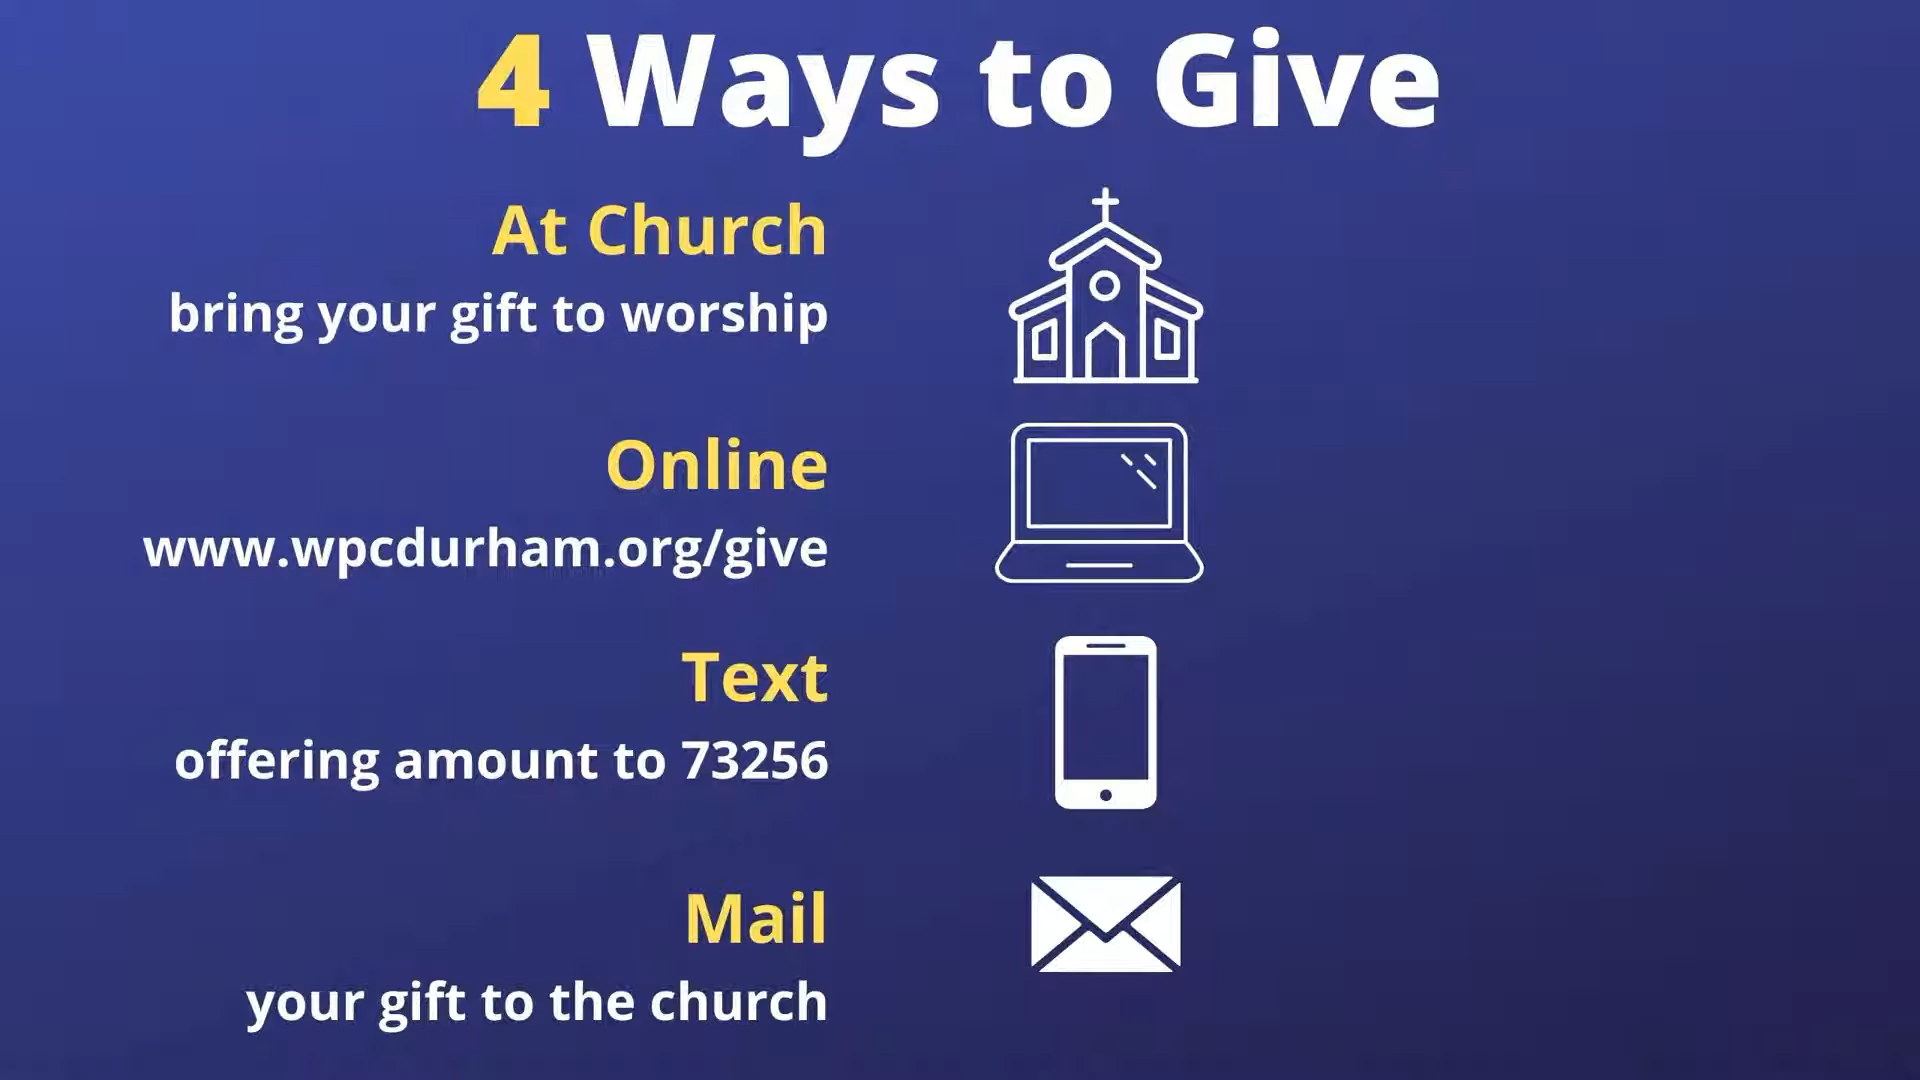 4 Ways to Give
At Church
bring your gift to worship
Online
www.wpcdurham.org/give
Text
offering amount to 73256
Mail
your gift to the church